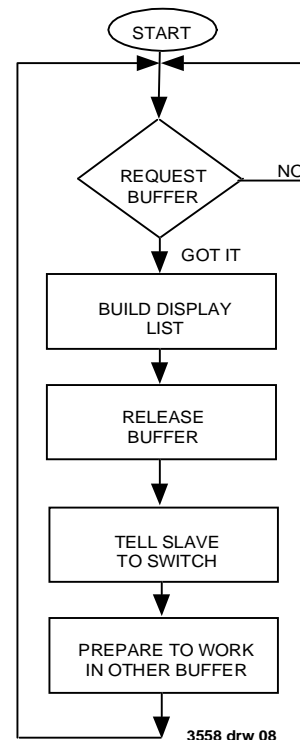 START
REQUEST
BUFFER
NO
GOT IT
BUILD DISPLAY
LIST
RELEASE
BUFFER
TELL SLAVE
TO SWITCH
PREPARE TO WORK
IN OTHER BUFFER
3558 drw 08